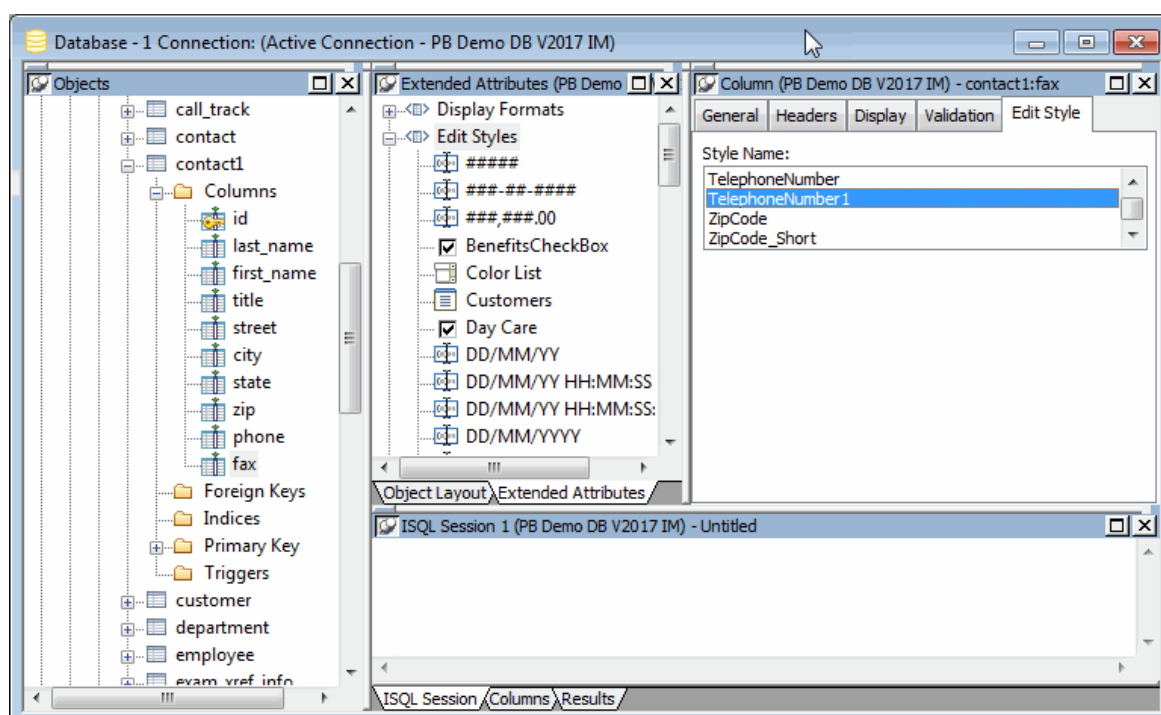 Database - 1 Connection: (Active Connection - PB Demo DB V2017 IM)
Objects
call_track
contact
contact1
Columns
id
last_name
first_name
title
street
city
state
zip
phone
fax
Foreign Keys
Indices
Primary Key
Triggers
customer
department
employee
exam_xref_info
Extended Attributes (PB Demo
Display Formats
Edit Styles
#####
###-##-####
###,###.00
BenefitsCheckBox
Color List
Customers
Day Care
DD/MM/YY
DD/MM/YY HH:MM:SS
DD/MM/YY HH:MM:SS:
DD/MM/YYYY
Object Layout Extended Attributes
Column (PB Demo DB V2017 IM) - contact1:fax
General Headers Display Validation Edit Style
Style Name:
TelephoneNumber
TelephoneNumber1
ZipCode
ZipCode_Short
ISQL Session 1 (PB Demo DB V2017 IM) - Untitled
ISQL Session Columns Results